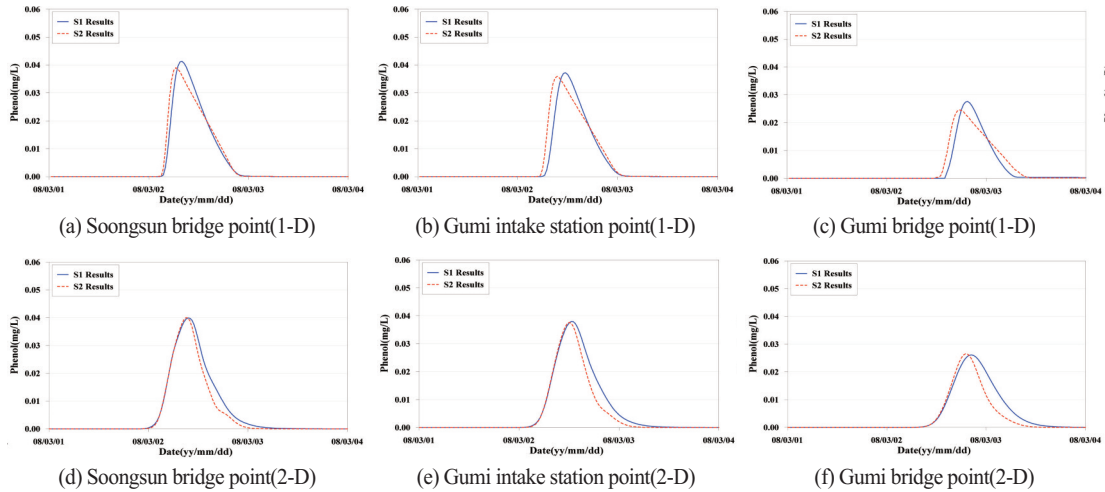 0.06
0.05
0.04
0.03
0.02
0.01
0.00
Phenol(mg/L)
S1 Results
S2 Results
08/03/01 08/03/02 08/03/03 08/03/04
Date(yy/mm/dd)
(a) Soongsun bridge point(1-D)
0.06
0.05
0.04
0.03
0.02
0.01
0.00
Phenol(mg/L)
S1 Results
S2 Results
08/03/01 08/03/02 08/03/03 08/03/04
Date(yy/mm/dd)
(b) Gumi intake station point(1-D)
0.06
0.05
0.04
0.03
0.02
0.01
0.00
Phenol(mg/L)
S1 Results
S2 Results
08/03/01 08/03/02 08/03/03 08/03/04
Date(yy/mm/dd)
(c) Gumi bridge point(1-D)
0.06
0.05
0.04
0.03
0.02
0.01
0.00
Phenol(mg/L)
S1 Results
S2 Results
08/03/01 08/03/02 08/03/03 08/03/04
Date(yy/mm/dd)
(d) Soongsun bridge point(2-D)
0.06
0.05
0.04
0.03
0.02
0.01
0.00
Phenol(mg/L)
S1 Results
S2 Results
08/03/01 08/03/02 08/03/03 08/03/04
Date(yy/mm/dd)
(e) Gumi intake station point(2-D)
0.06
0.05
0.04
0.03
0.02
0.01
0.00
Phenol(mg/L)
S1 Results
S2 Results
08/03/01 08/03/02 08/03/03 08/03/04
Date(yy/mm/dd)
(f) Gumi bridge point(2-D)